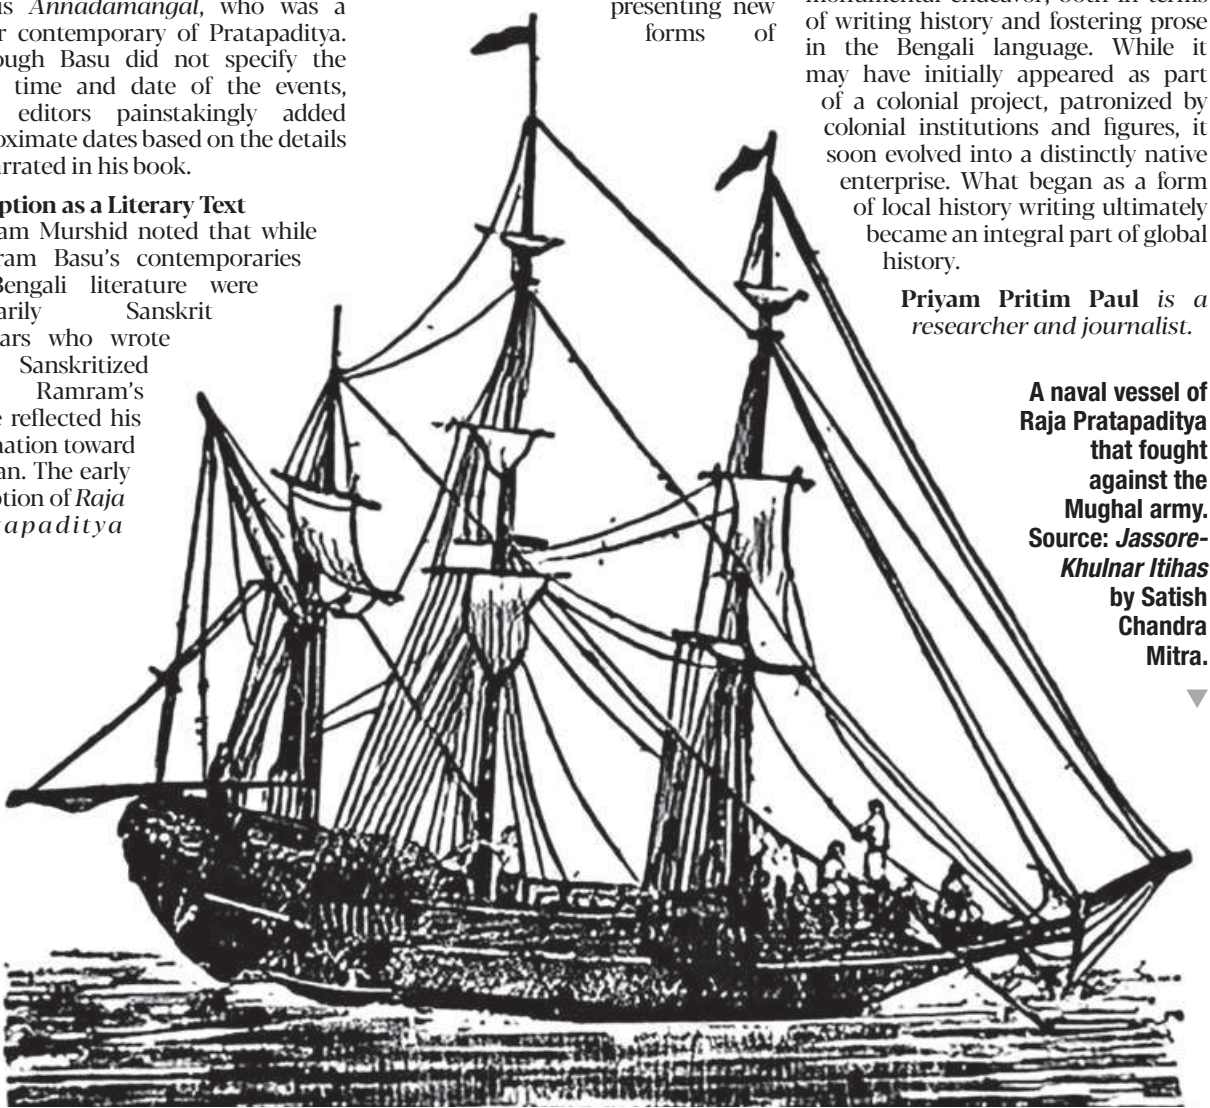 is Annadamangal, who was a
r contemporary of Pratapaditya.
ough Basu did not specify the
time and date of the events,
editors painstakingly added
oximate dates based on the details
arrated in his book.
ption as a Literary Text
am Murshid noted that while
ram Basu's contemporaries
Bengali literature were
arily Sanskrit
ars who wrote
Sanskritized
Ramram's
e reflected his
nation toward
an. The early
ption of Raja
tapaditya
presenting new
forms of
monumental endeavor, both in terms
of writing history and fostering prose
in the Bengali language. While it
may have initially appeared as part
of a colonial project, patronized by
colonial institutions and figures, it
soon evolved into a distinctly native
enterprise. What began as a form
of local history writing ultimately
became an integral part of global
history.
Priyam Pritim Paul is a
researcher and journalist.
A naval vessel of
Raja Pratapaditya
that fought
against the
Mughal army.
Source: Jassore-
Khulnar Itihas
by Satish
Chandra
Mitra.